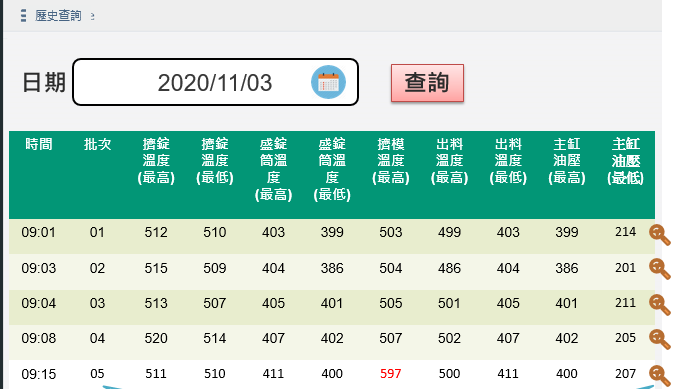 歷史查詢
日期 2020/11/03 查詢
時間 批次 擠錠溫度(最高) 擠錠溫度(最低) 盛錠筒溫度(最高) 盛錠筒溫度(最低) 擠模溫度(最高) 出料溫度(最高) 出料溫度(最低) 主缸油壓(最高) 主缸油壓(最低)
09:01 01 512 510 403 399 503 499 403 399 214
09:03 02 515 509 404 386 504 486 404 386 201
09:04 03 513 507 405 401 505 501 405 401 211
09:08 04 520 514 407 402 507 502 407 402 205
09:15 05 511 510 411 400 597 500 411 400 207